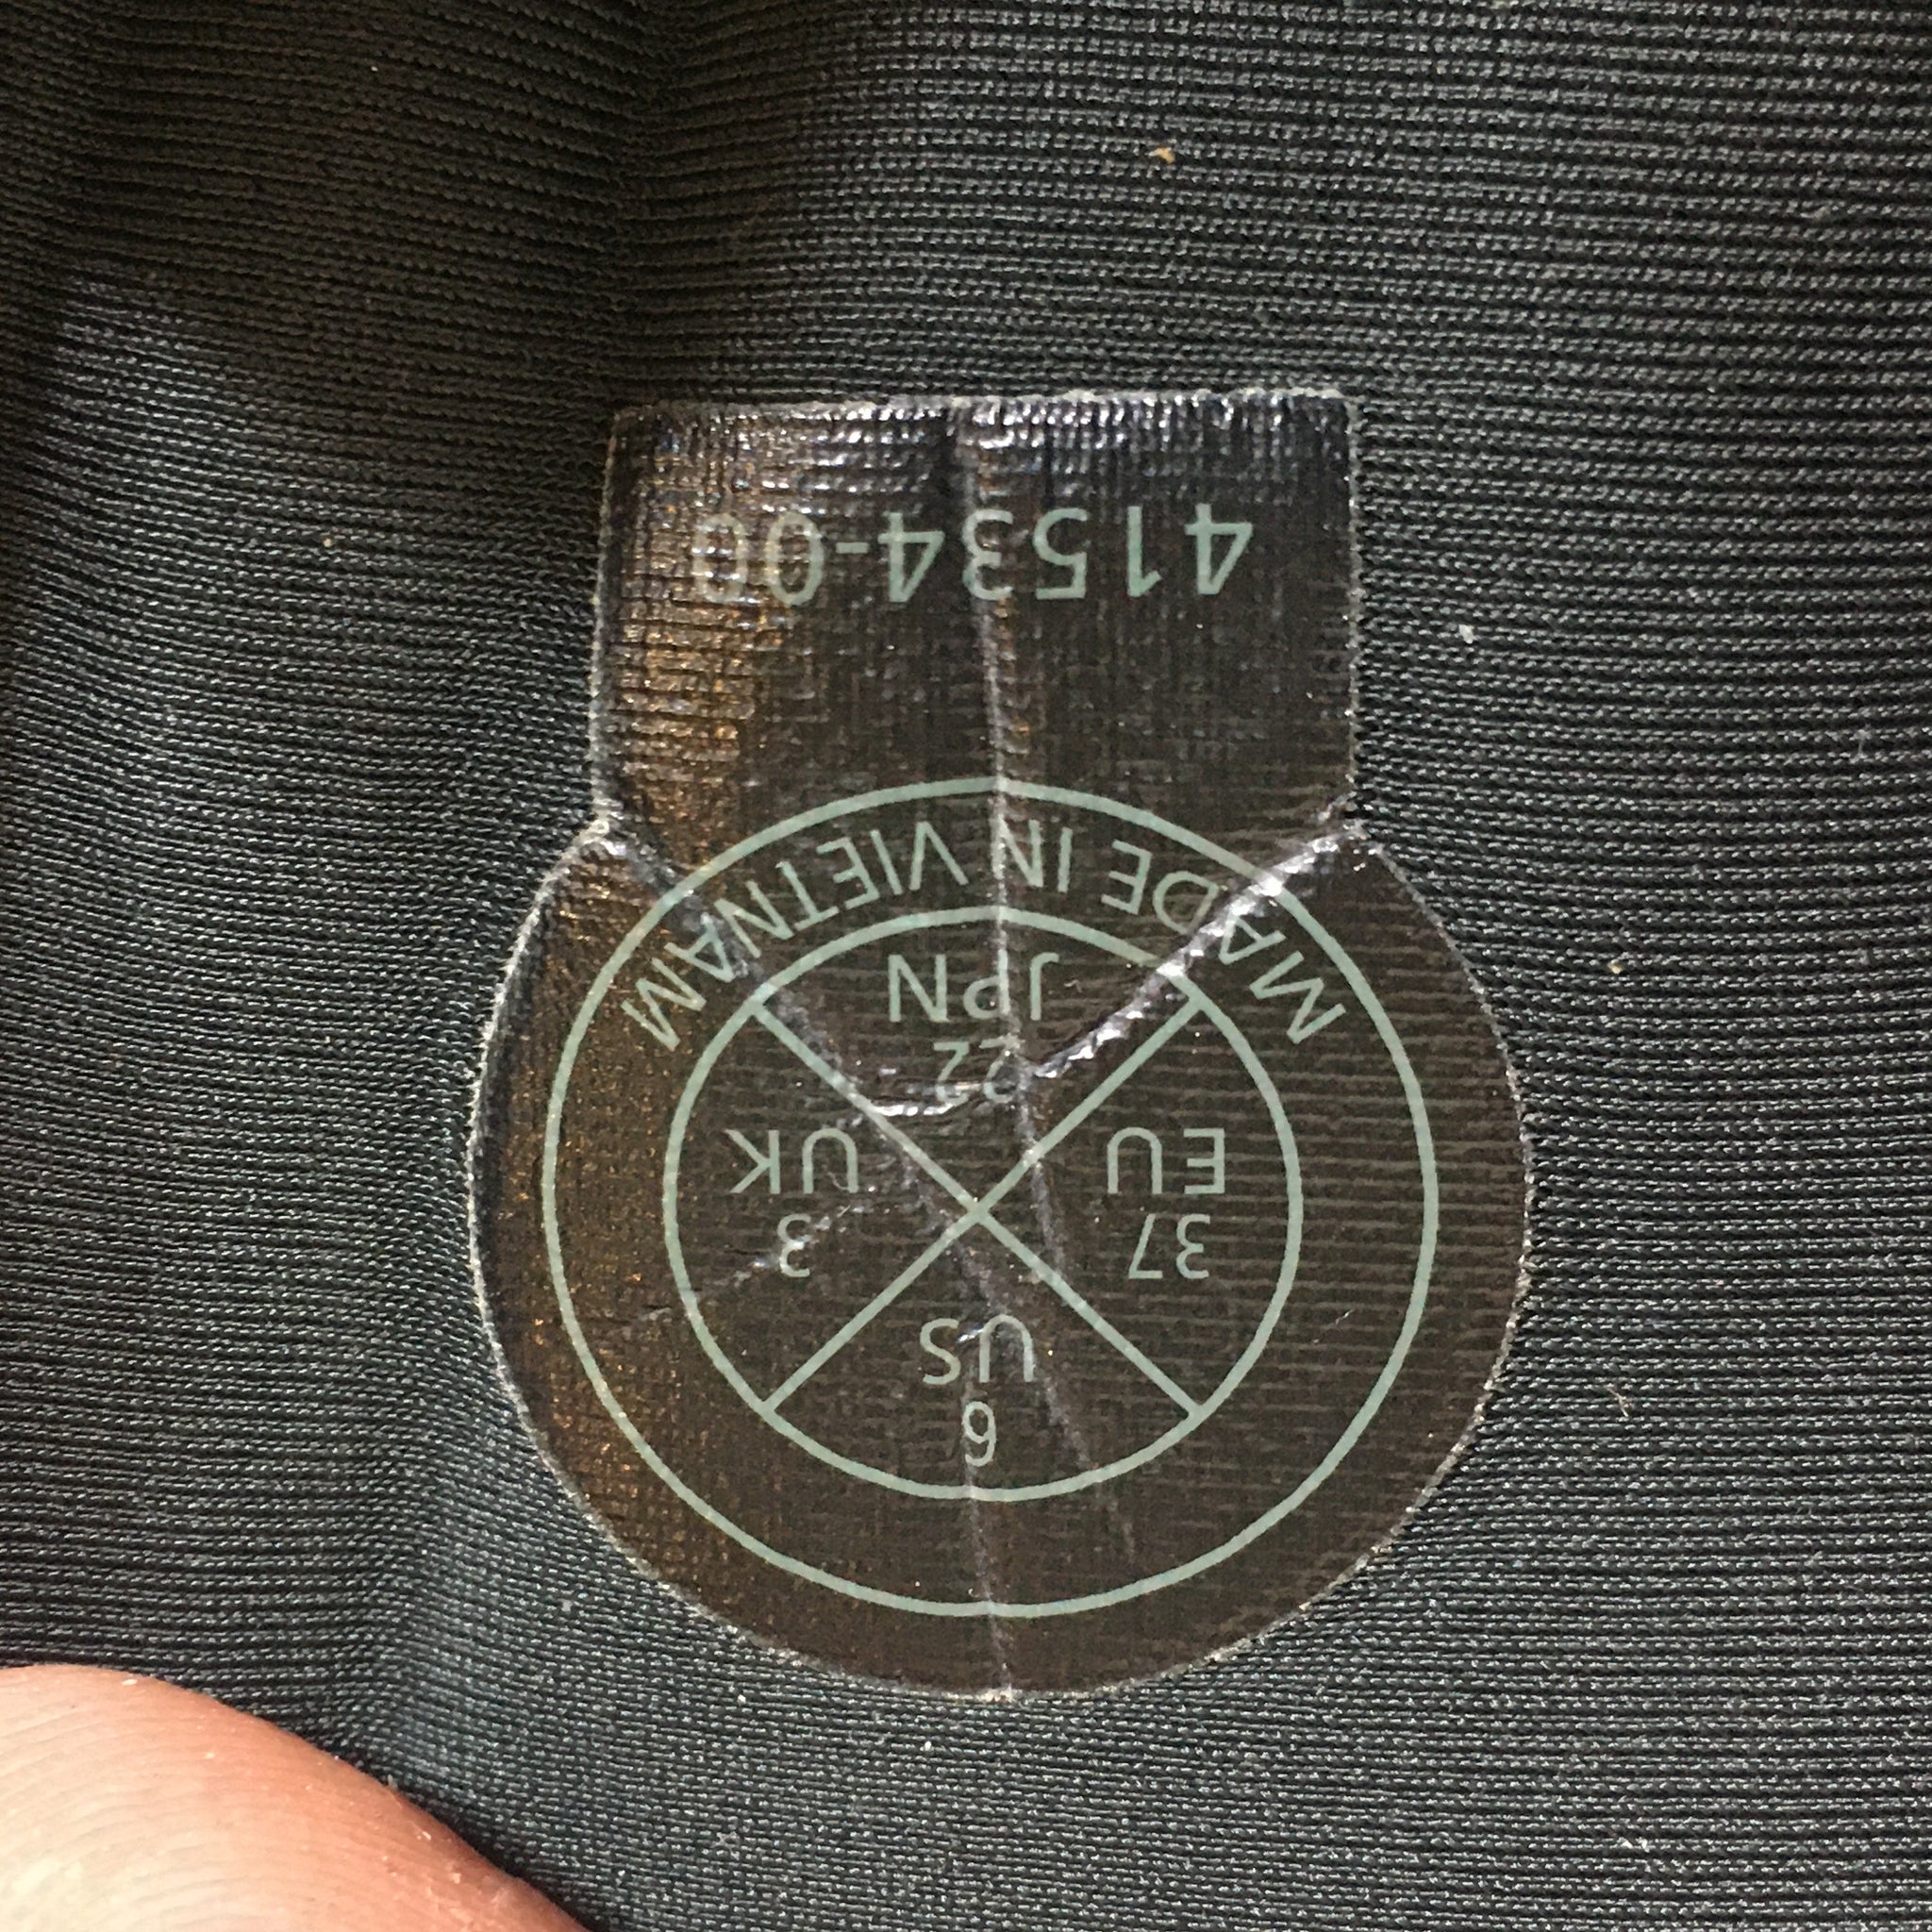 6
US
37 3
EU UK
22
JPN
MADE IN VIETNAM
41534-00